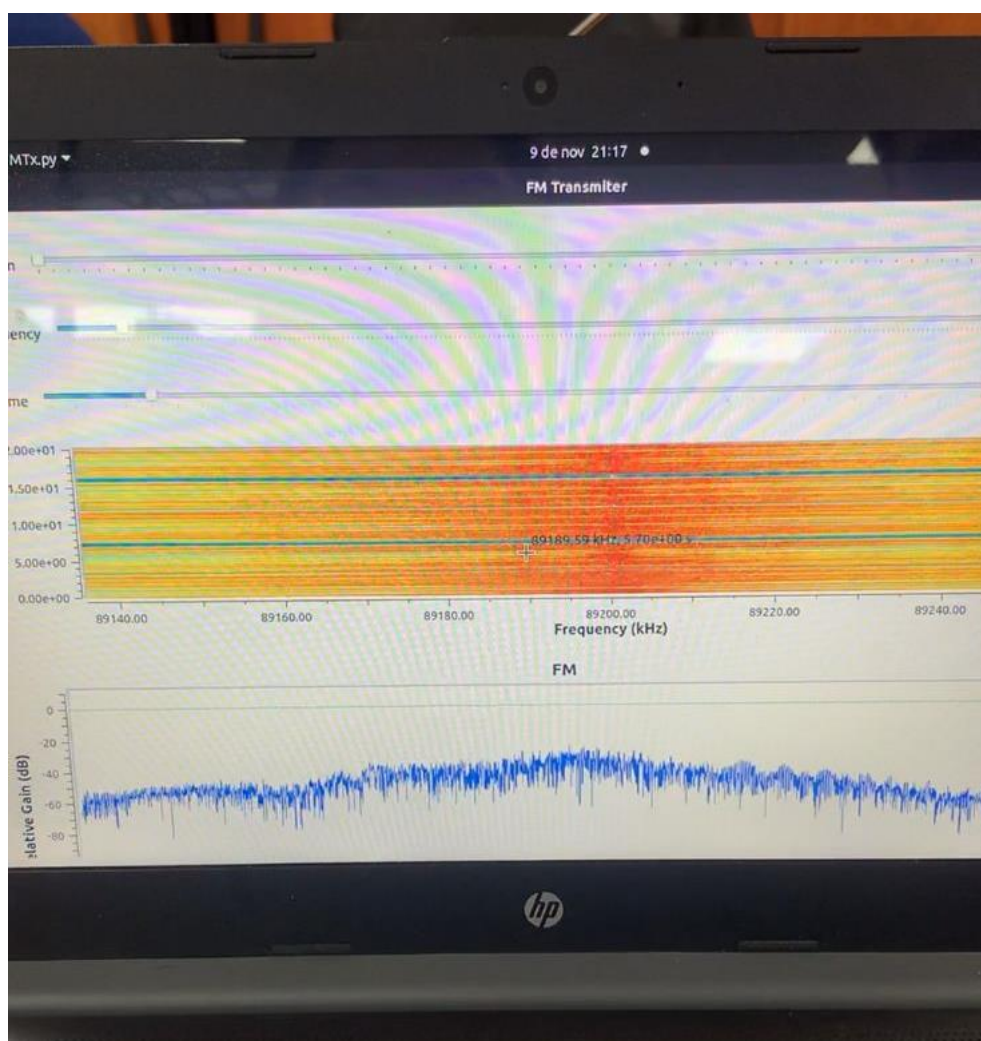 MTx.py
9 de nov 21:17
FM Transmiter
n
ency
me
.00e+01
1.50e+01
1.00e+01
5.00e+00
0.00e+00
89189.59 kHz, 5.70e+00 s
89140.00 89160.00 89180.00 89200.00 89220.00 89240.00
Frequency (kHz)
FM
0
-20
-40
-60
-80
elative Gain (dB)
hp